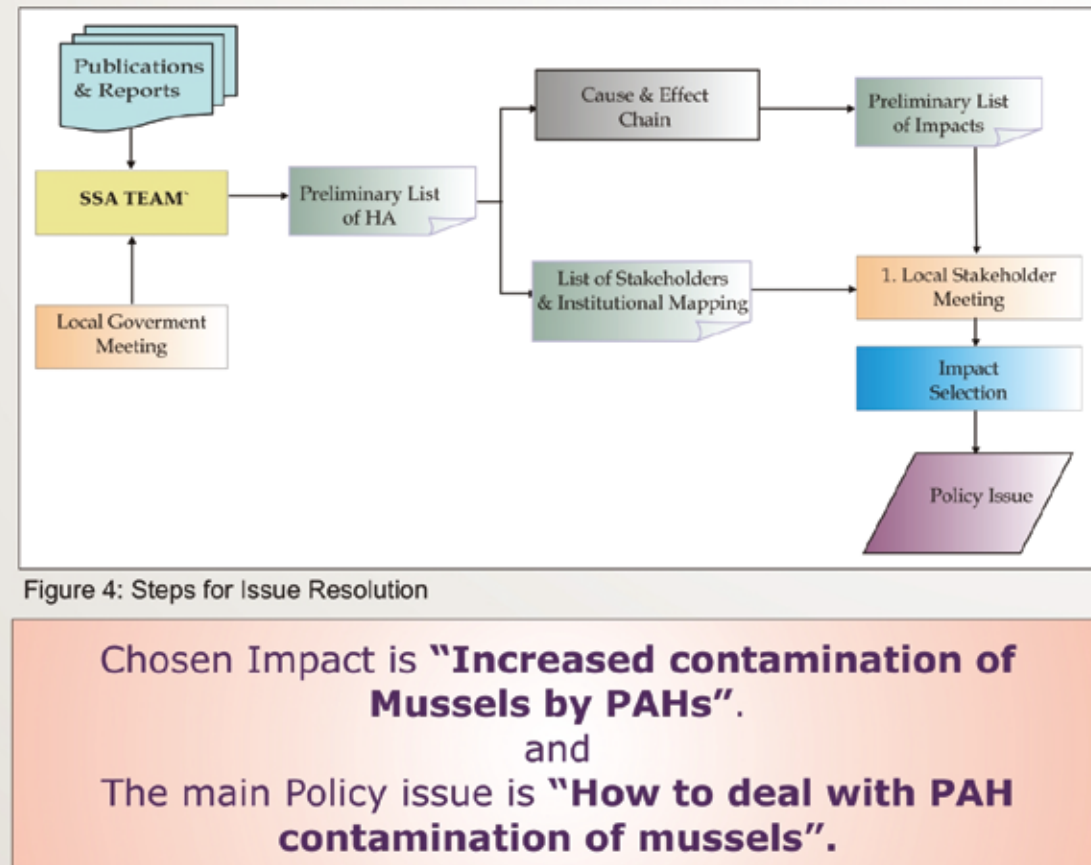 Publications
& Reports
SSA TEAM`
Local Goverment
Meeting
Preliminary List
of HA
Cause & Effect
Chain
Preliminary List
of Impacts
List of Stakeholders
& Institutional Mapping
1. Local Stakeholder
Meeting
Impact
Selection
Policy Issue
Figure 4: Steps for Issue Resolution
Chosen Impact is “Increased contamination of
Mussels by PAHs”.
and
The main Policy issue is “How to deal with PAH
contamination of mussels”.